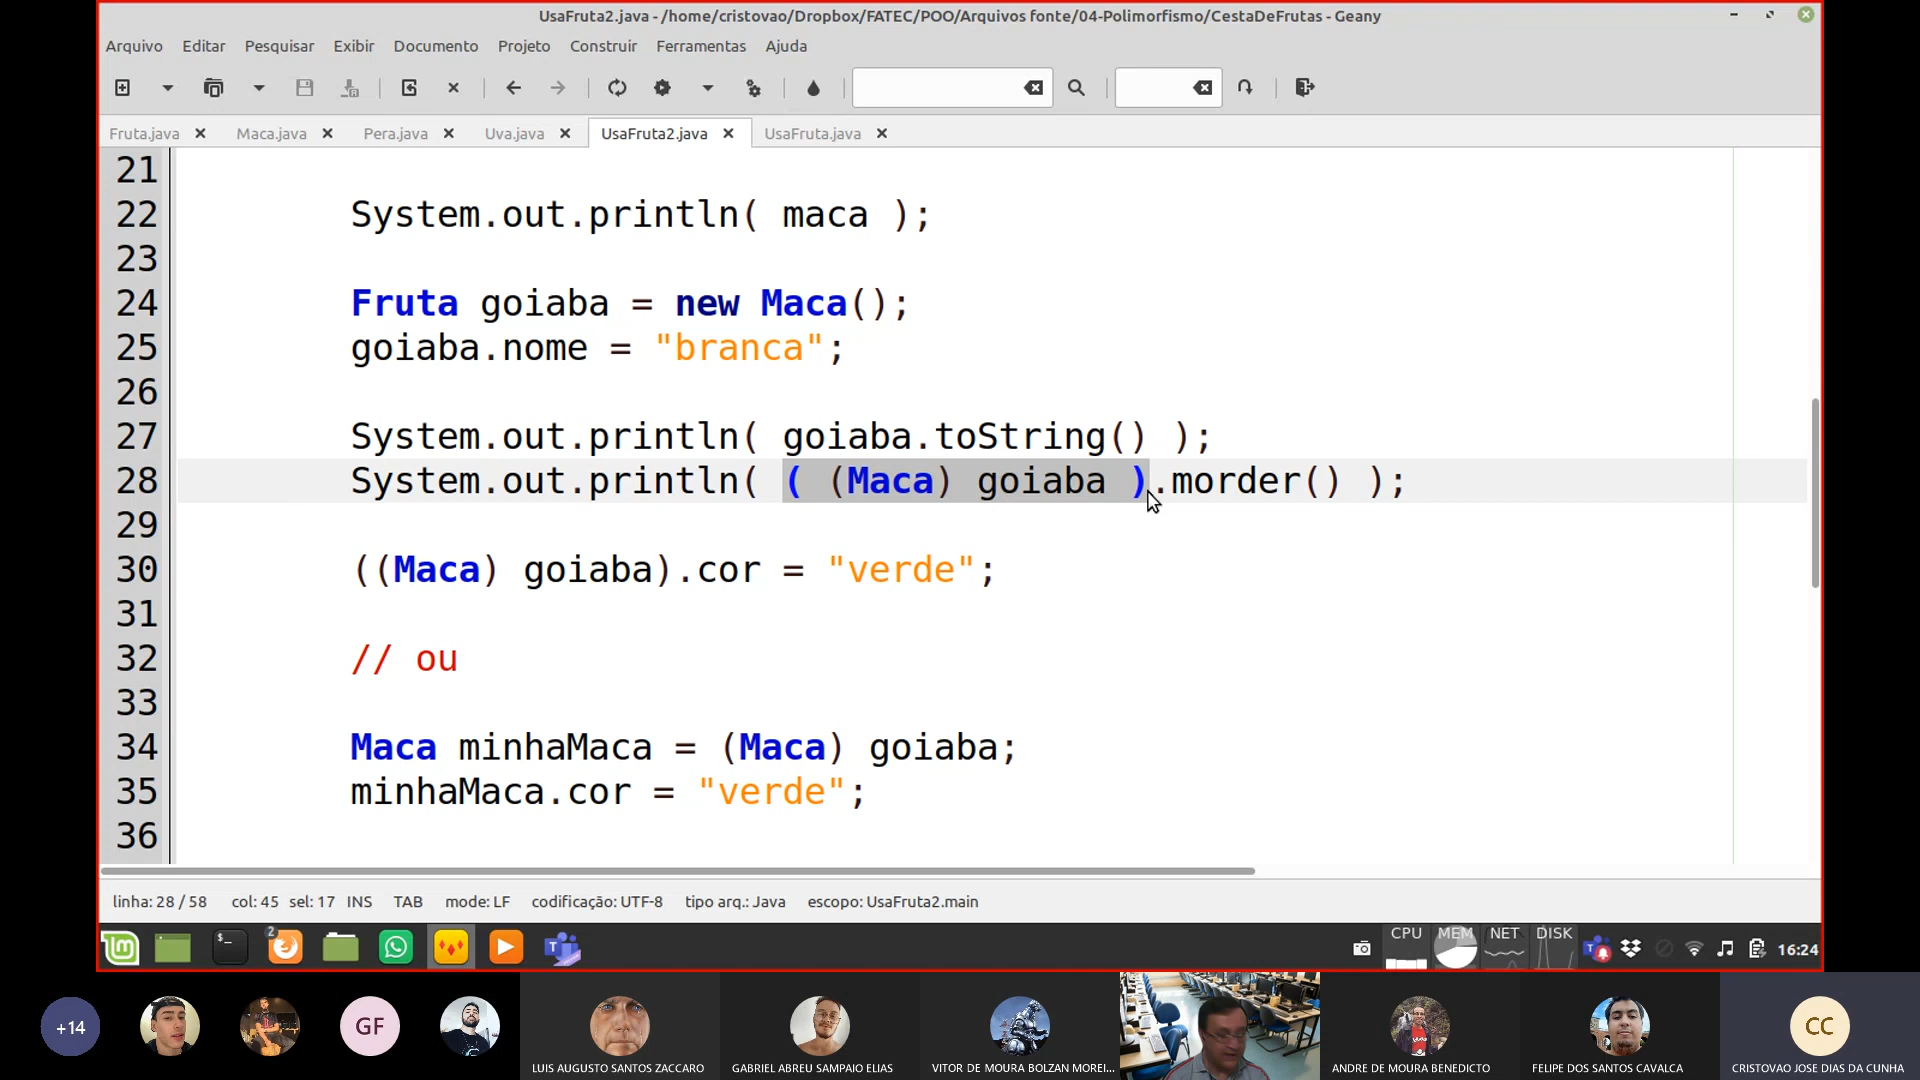 UsaFruta2.java - /home/cristovao/Dropbox/FATEC/POO/Arquivos fonte/04-Polimorfismo/CestaDeFrutas - Geany
Arquivo Editar Pesquisar Exibir Documento Projeto Construir Ferramentas Ajuda
Fruta.java Maca.java Pera.java Uva.java UsaFruta2.java UsaFruta.java
21
22 System.out.println( maca );
23
24 Fruta goiaba = new Maca();
25 goiaba.nome = "branca";
26
27 System.out.println( goiaba.toString() );
28 System.out.println( ( (Maca) goiaba ).morder() );
29
30 ((Maca) goiaba).cor = "verde";
31
32 // ou
33
34 Maca minhaMaca = (Maca) goiaba;
35 minhaMaca.cor = "verde";
36
linha: 28 / 58 col: 45 sel: 17 INS TAB mode: LF codificação: UTF-8 tipo arq.: Java escopo: UsaFruta2.main
2 CPU MEM NET DISK 16:24
+14 GF CC
LUIS AUGUSTO SANTOS ZACCARO GABRIEL ABREU SAMPAIO ELIAS VITOR DE MOURA BOLZAN MOREI... ANDRE DE MOURA BENEDICTO FELIPE DOS SANTOS CAVALCA CRISTOVAO JOSE DIAS DA CUNHA